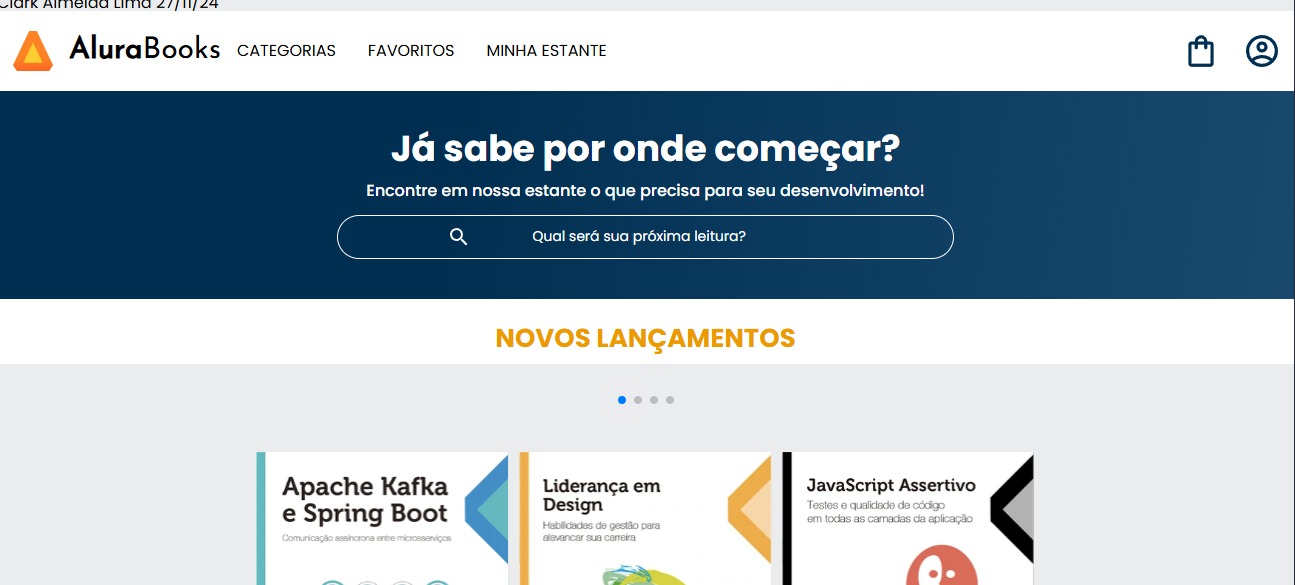 Clark Almeida Lima 27/11/24
AluraBooks CATEGORIAS FAVORITOS MINHA ESTANTE
Já sabe por onde começar?
Encontre em nossa estante o que precisa para seu desenvolvimento!
Qual será sua próxima leitura?
NOVOS LANÇAMENTOS
Apache Kafka
e Spring Boot
Comunicação assíncrona entre microsserviços
Liderança em
Design
Habilidades de gestão para
alavancar sua carreira
JavaScript Assertivo
Testes e qualidade de código
em todas as camadas da aplicação